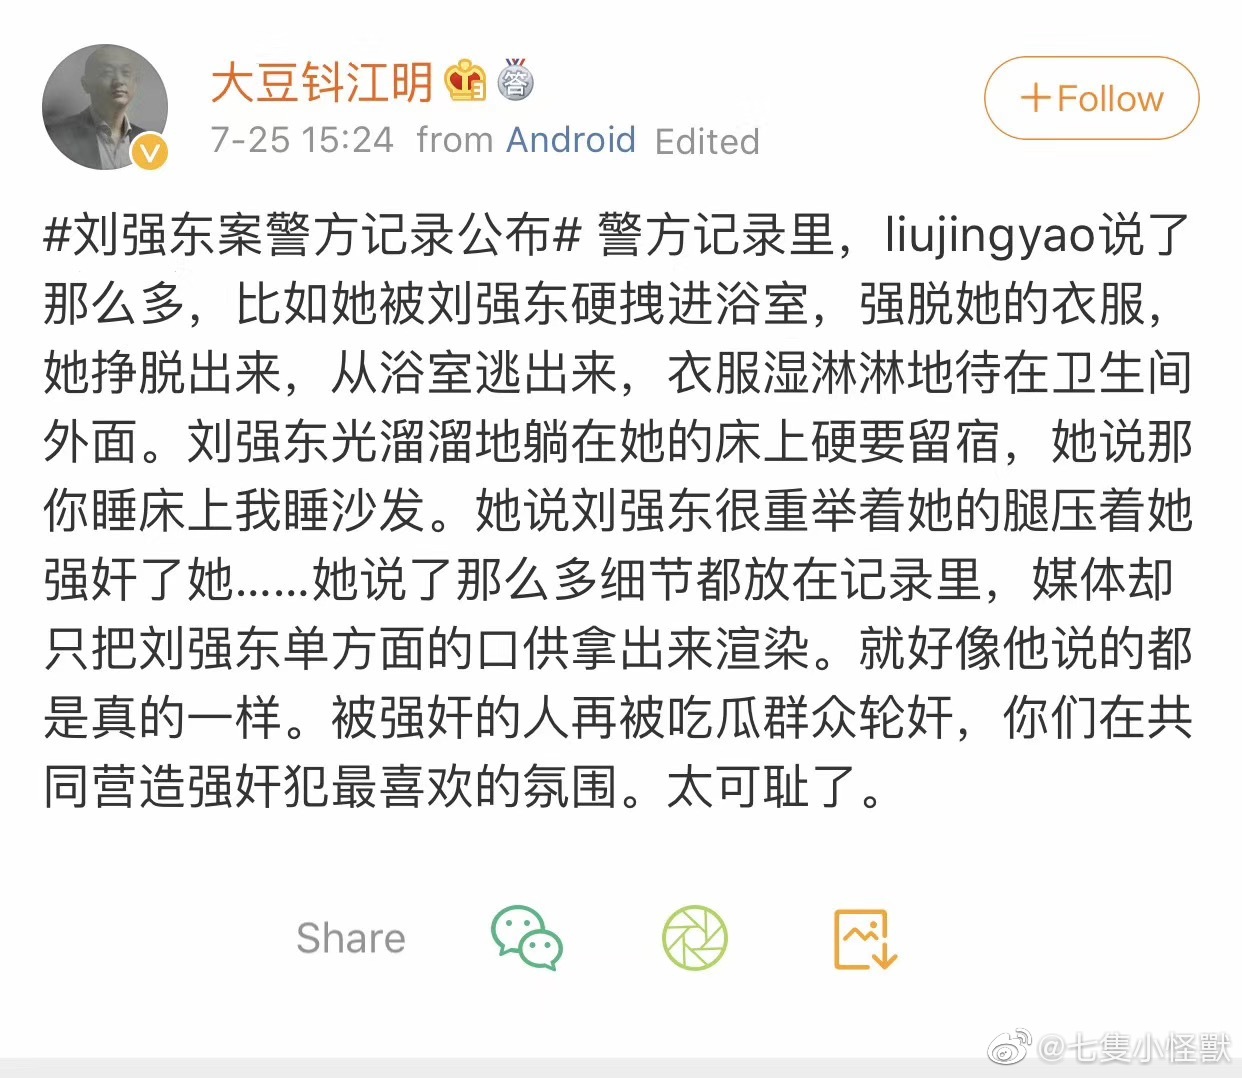 大豆钭江明
答
+Follow
7-25 15:24 from Android Edited
#刘强东案警方记录公布# 警方记录里，liujingyao说了
那么多，比如她被刘强东硬拽进浴室，强脱她的衣服，
她挣脱出来，从浴室逃出来，衣服湿淋淋地待在卫生间
外面。刘强东光溜溜地躺在她的床上硬要留宿，她说那
你睡床上我睡沙发。她说刘强东很重举着她的腿压着她
强奸了她……她说了那么多细节都放在记录里，媒体却
只把刘强东单方面的口供拿出来渲染。就好像他说的都
是真的一样。被强奸的人再被吃瓜群众轮奸，你们在共
同营造强奸犯最喜欢的氛围。太可耻了。
Share
@七隻小怪獸